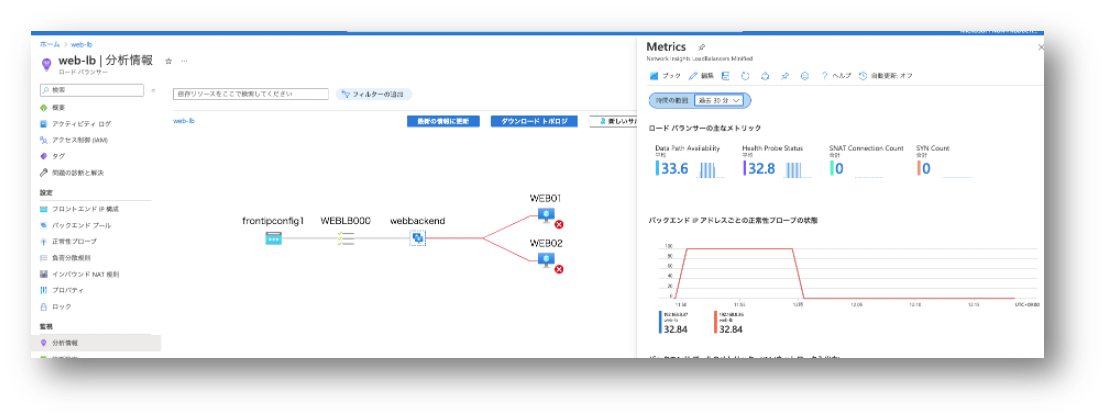 ホーム > web-lb
web-lb | 分析情報
ロード バランサー
検索
概要
アクティビティ ログ
アクセス制御 (IAM)
タグ
問題の診断と解決
設定
フロントエンド IP 構成
バックエンド プール
正常性プローブ
負荷分散規則
インバウンド NAT 規則
プロパティ
ロック
監視
分析情報
依存リソースをここで検索してください
フィルターの追加
web-lb
最新の情報に更新
ダウンロード トポロジ
新しいサ
frontipconfig1
WEBLB000
webbackend
WEB01
WEB02
Metrics
Network Insights LoadBalancers Minified
ブック 編集 ? ヘルプ 自動更新: オフ
時間の範囲 過去 30 分
ロード バランサーの主なメトリック
Data Path Availability Health Probe Status SNAT Connection Count SYN Count
平均 平均 合計 合計
33.6 32.8 0 0
バックエンド IP アドレスごとの正常性プローブの状態
100
80
60
40
20
0
11:50 11:55 12時 12:05 12:10 12:15 UTC+09:00
web-lb web-lb
32.84 32.84